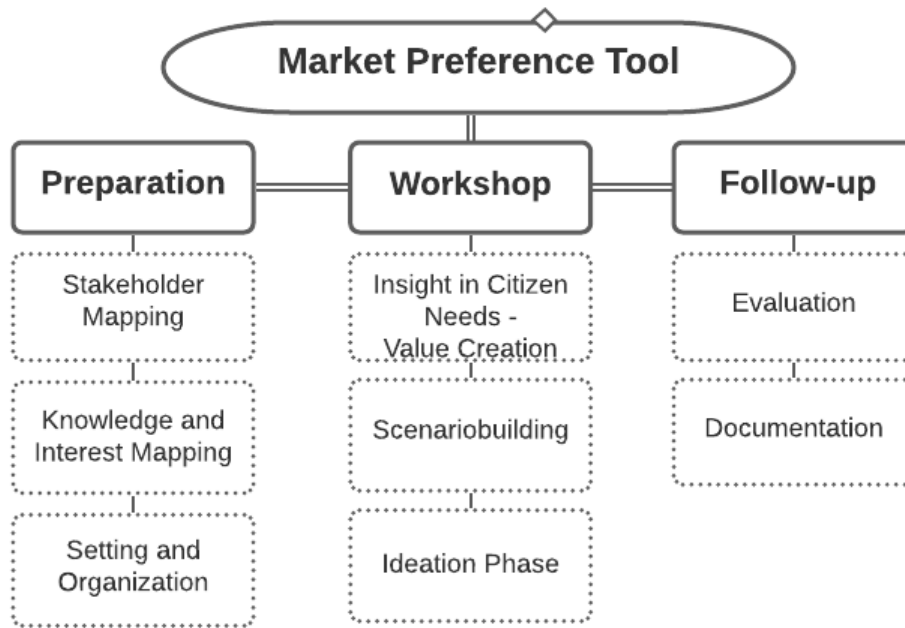 Market Preference Tool
Preparation
Workshop
Follow-up
Stakeholder
Mapping
Insight in Citizen
Needs -
Value Creation
Evaluation
Knowledge and
Interest Mapping
Scenariobuilding
Documentation
Setting and
Organization
Ideation Phase